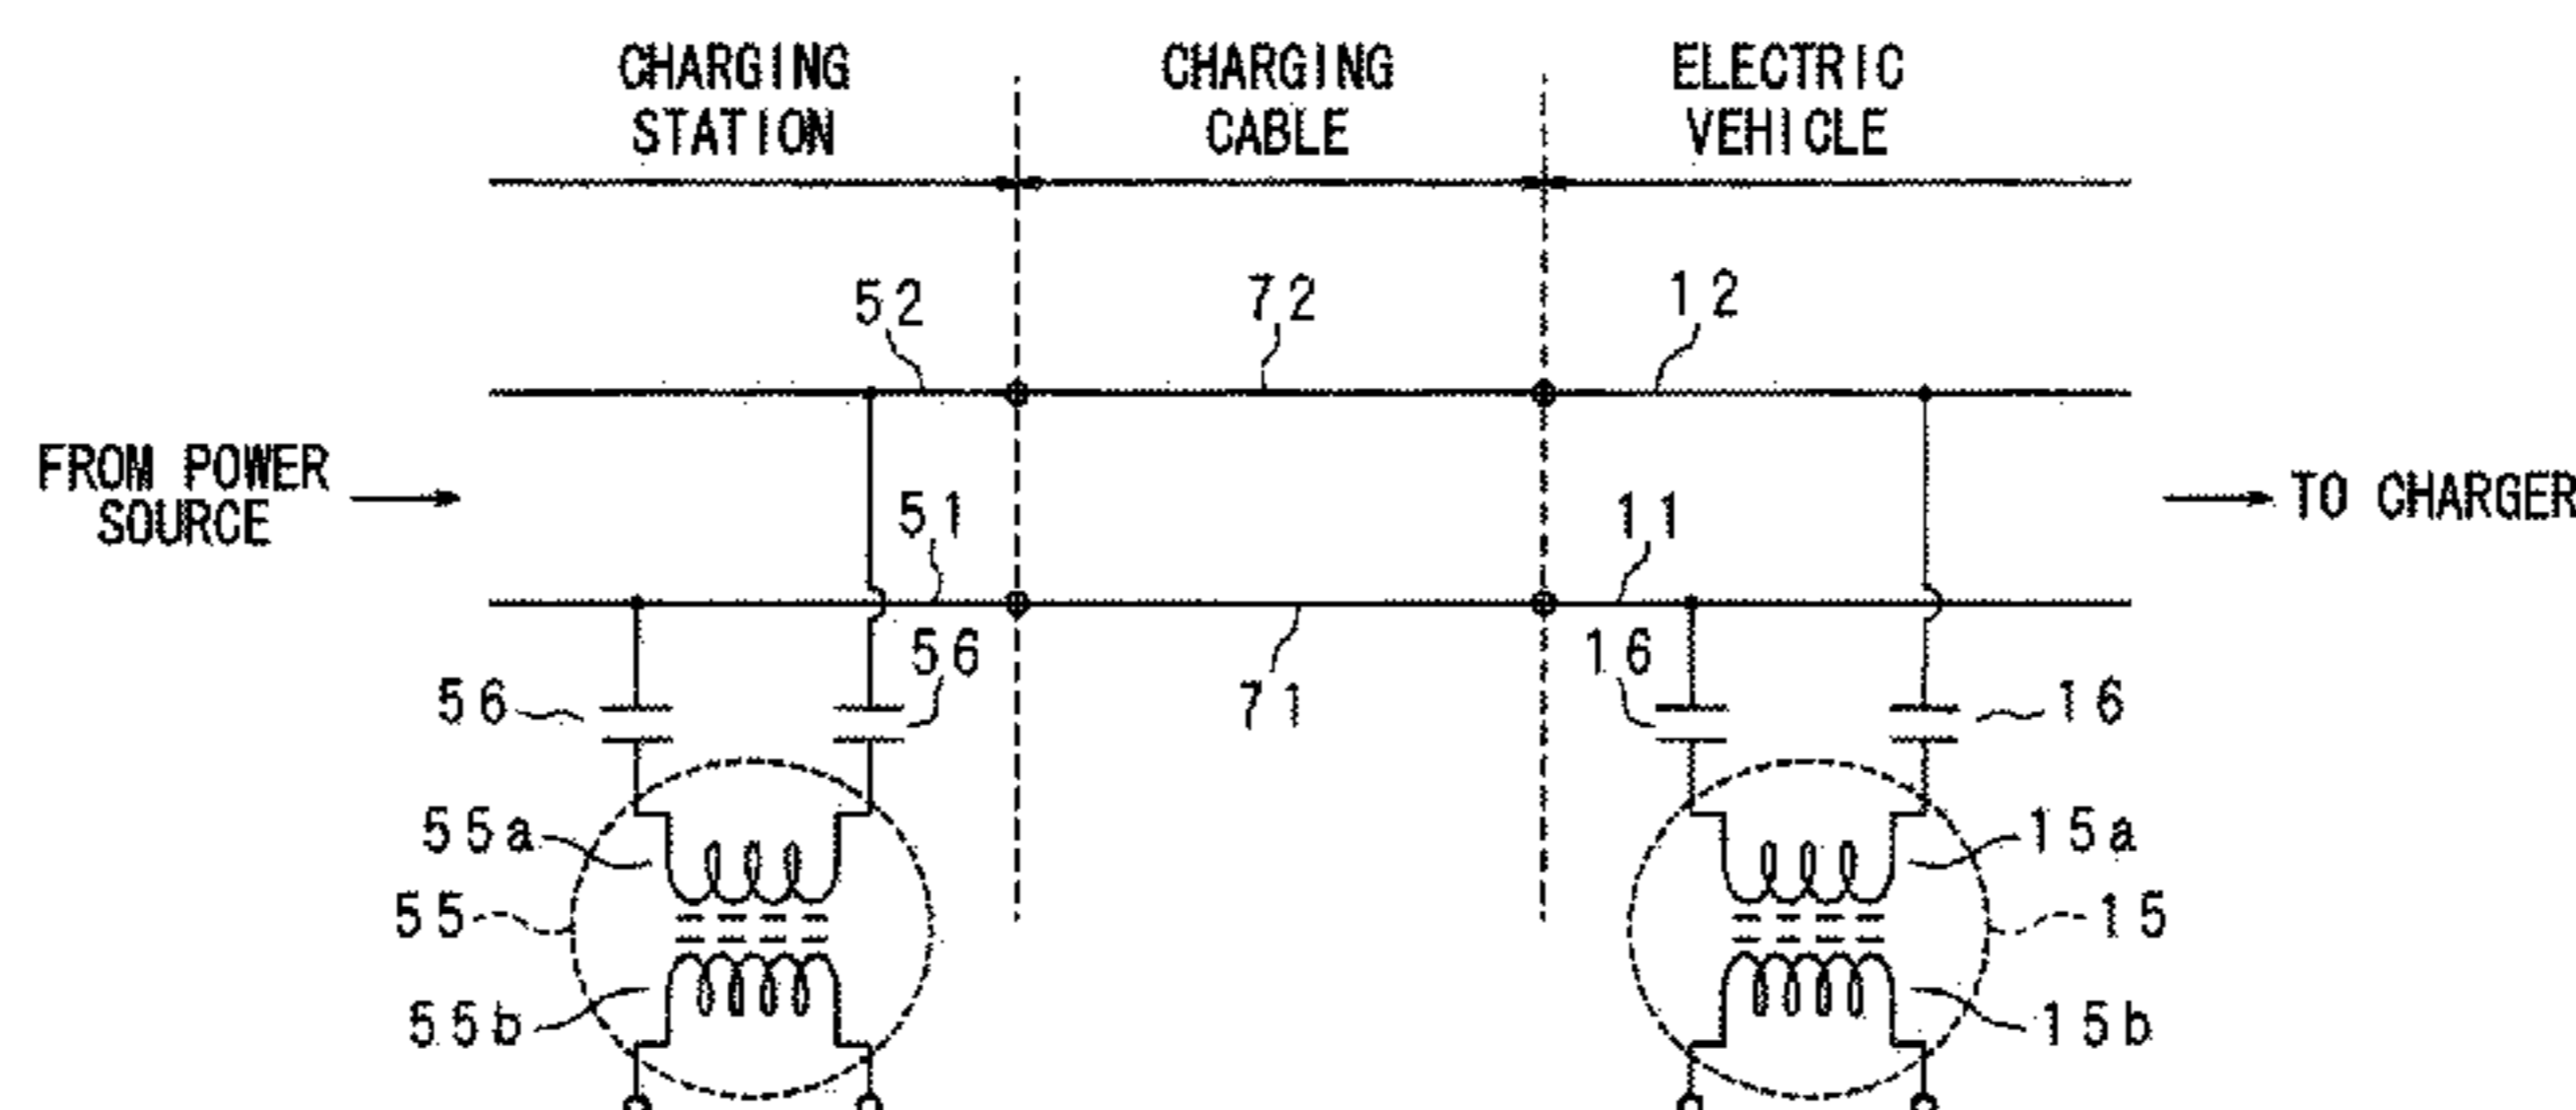 CHARGING STATION
CHARGING CABLE
ELECTRIC VEHICLE
52
72
12
FROM POWER
SOURCE
TO CHARGER
51
11
56
56
71
16
16
55a
15a
55
15
55b
15b